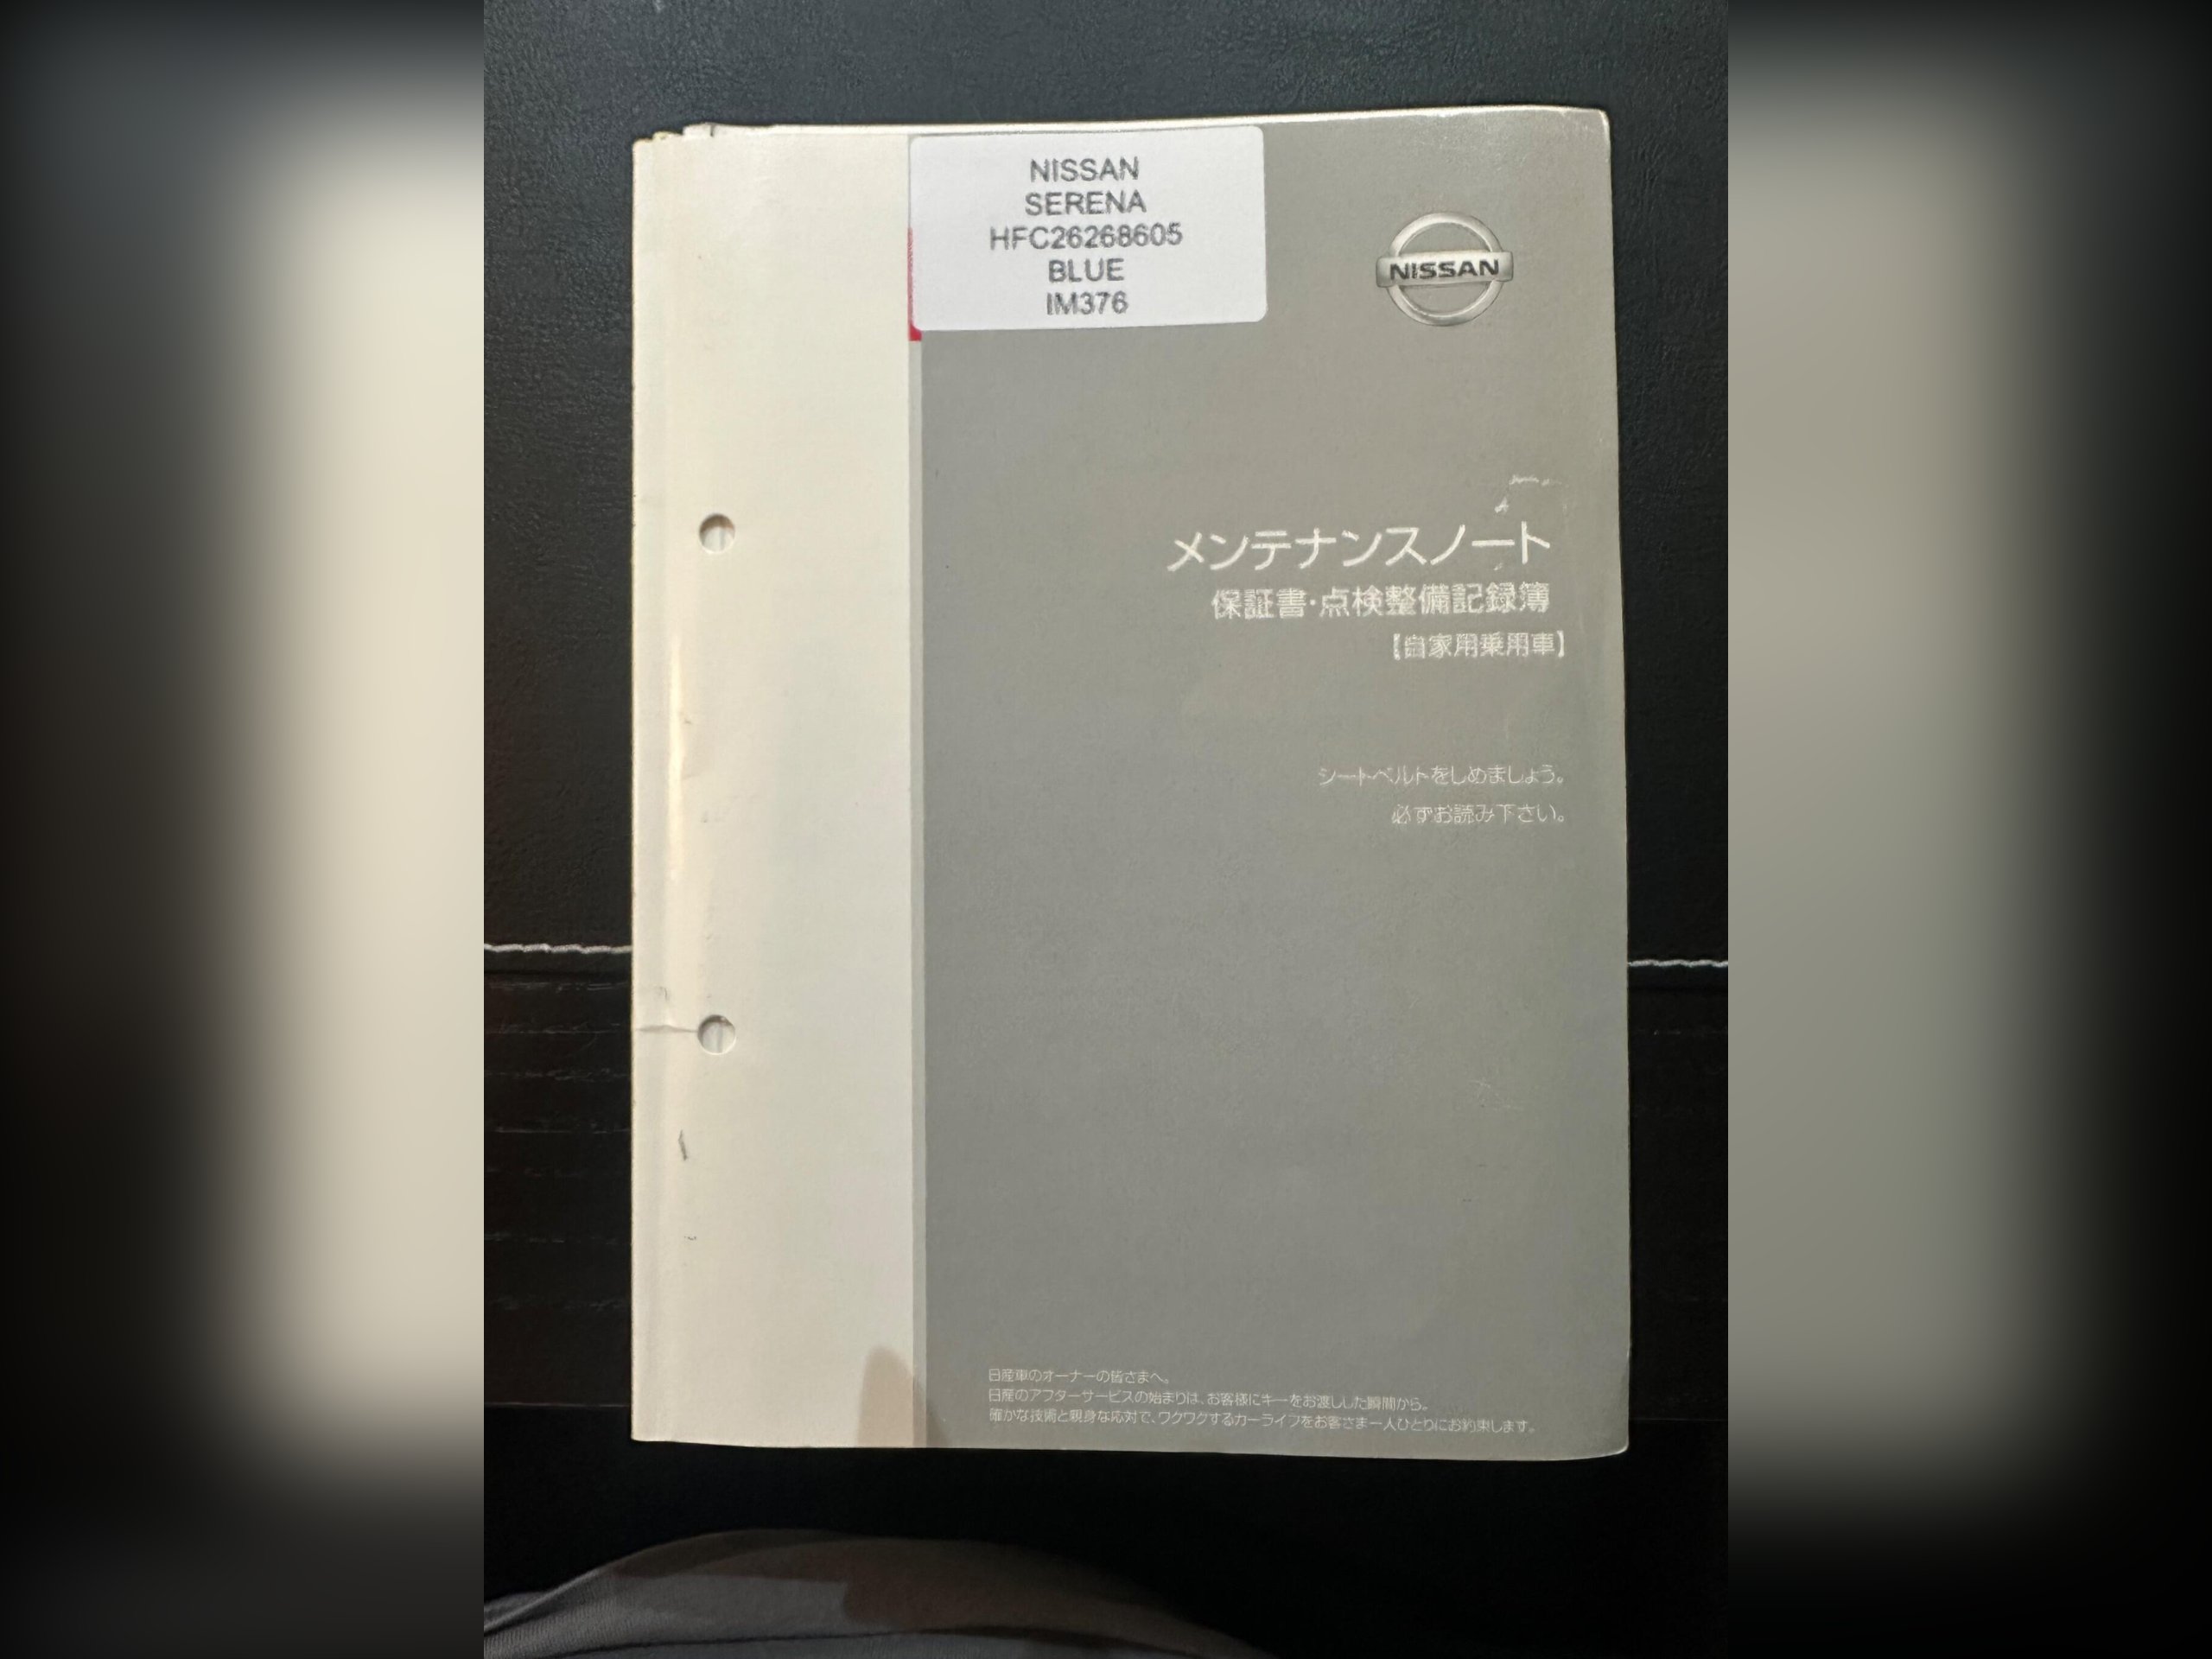 NISSAN
SERENA
HFC26268605
BLUE
IM376
NISSAN
メンテナンスノート
保証書・点検整備記録簿
【自家用乗用車】
シートベルトをしめましょう。
必ずお読み下さい。
日産車のオーナーの皆さまへ。
日産のアフターサービスの始まりは、お客様にキーをお渡しした瞬間から。
確かな技術と親身な応対で、ワクワクするカーライフをお客さま一人ひとりにお約束します。